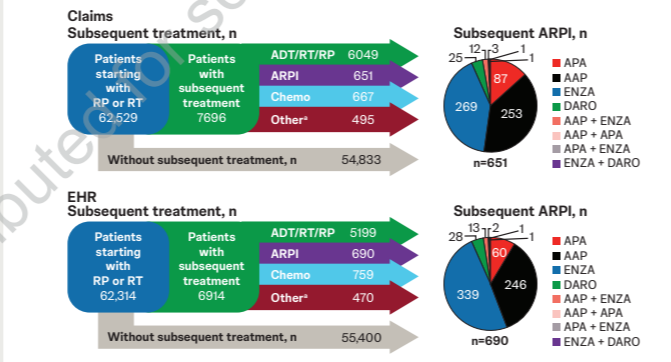 Claims
Subsequent treatment, n
Patients
starting
with
RP or RT
62,529
Patients
with
subsequent
treatment
7696
ADT/RT/RP 6049
ARPI 651
Chemo 667
Otherᵃ 495
Without subsequent treatment, n 54,833
Subsequent ARPI, n
12 3 1
25 1
87
269 253
n=651
APA
AAP
ENZA
DARO
AAP + ENZA
AAP + APA
APA + ENZA
ENZA + DARO
EHR
Subsequent treatment, n
Patients
starting
with
RP or RT
62,314
Patients
with
subsequent
treatment
6914
ADT/RT/RP 5199
ARPI 690
Chemo 759
Otherᵃ 470
Without subsequent treatment, n 55,400
Subsequent ARPI, n
13 2
28 1
60
339 246
n=690
APA
AAP
ENZA
DARO
AAP + ENZA
AAP + APA
APA + ENZA
ENZA + DARO